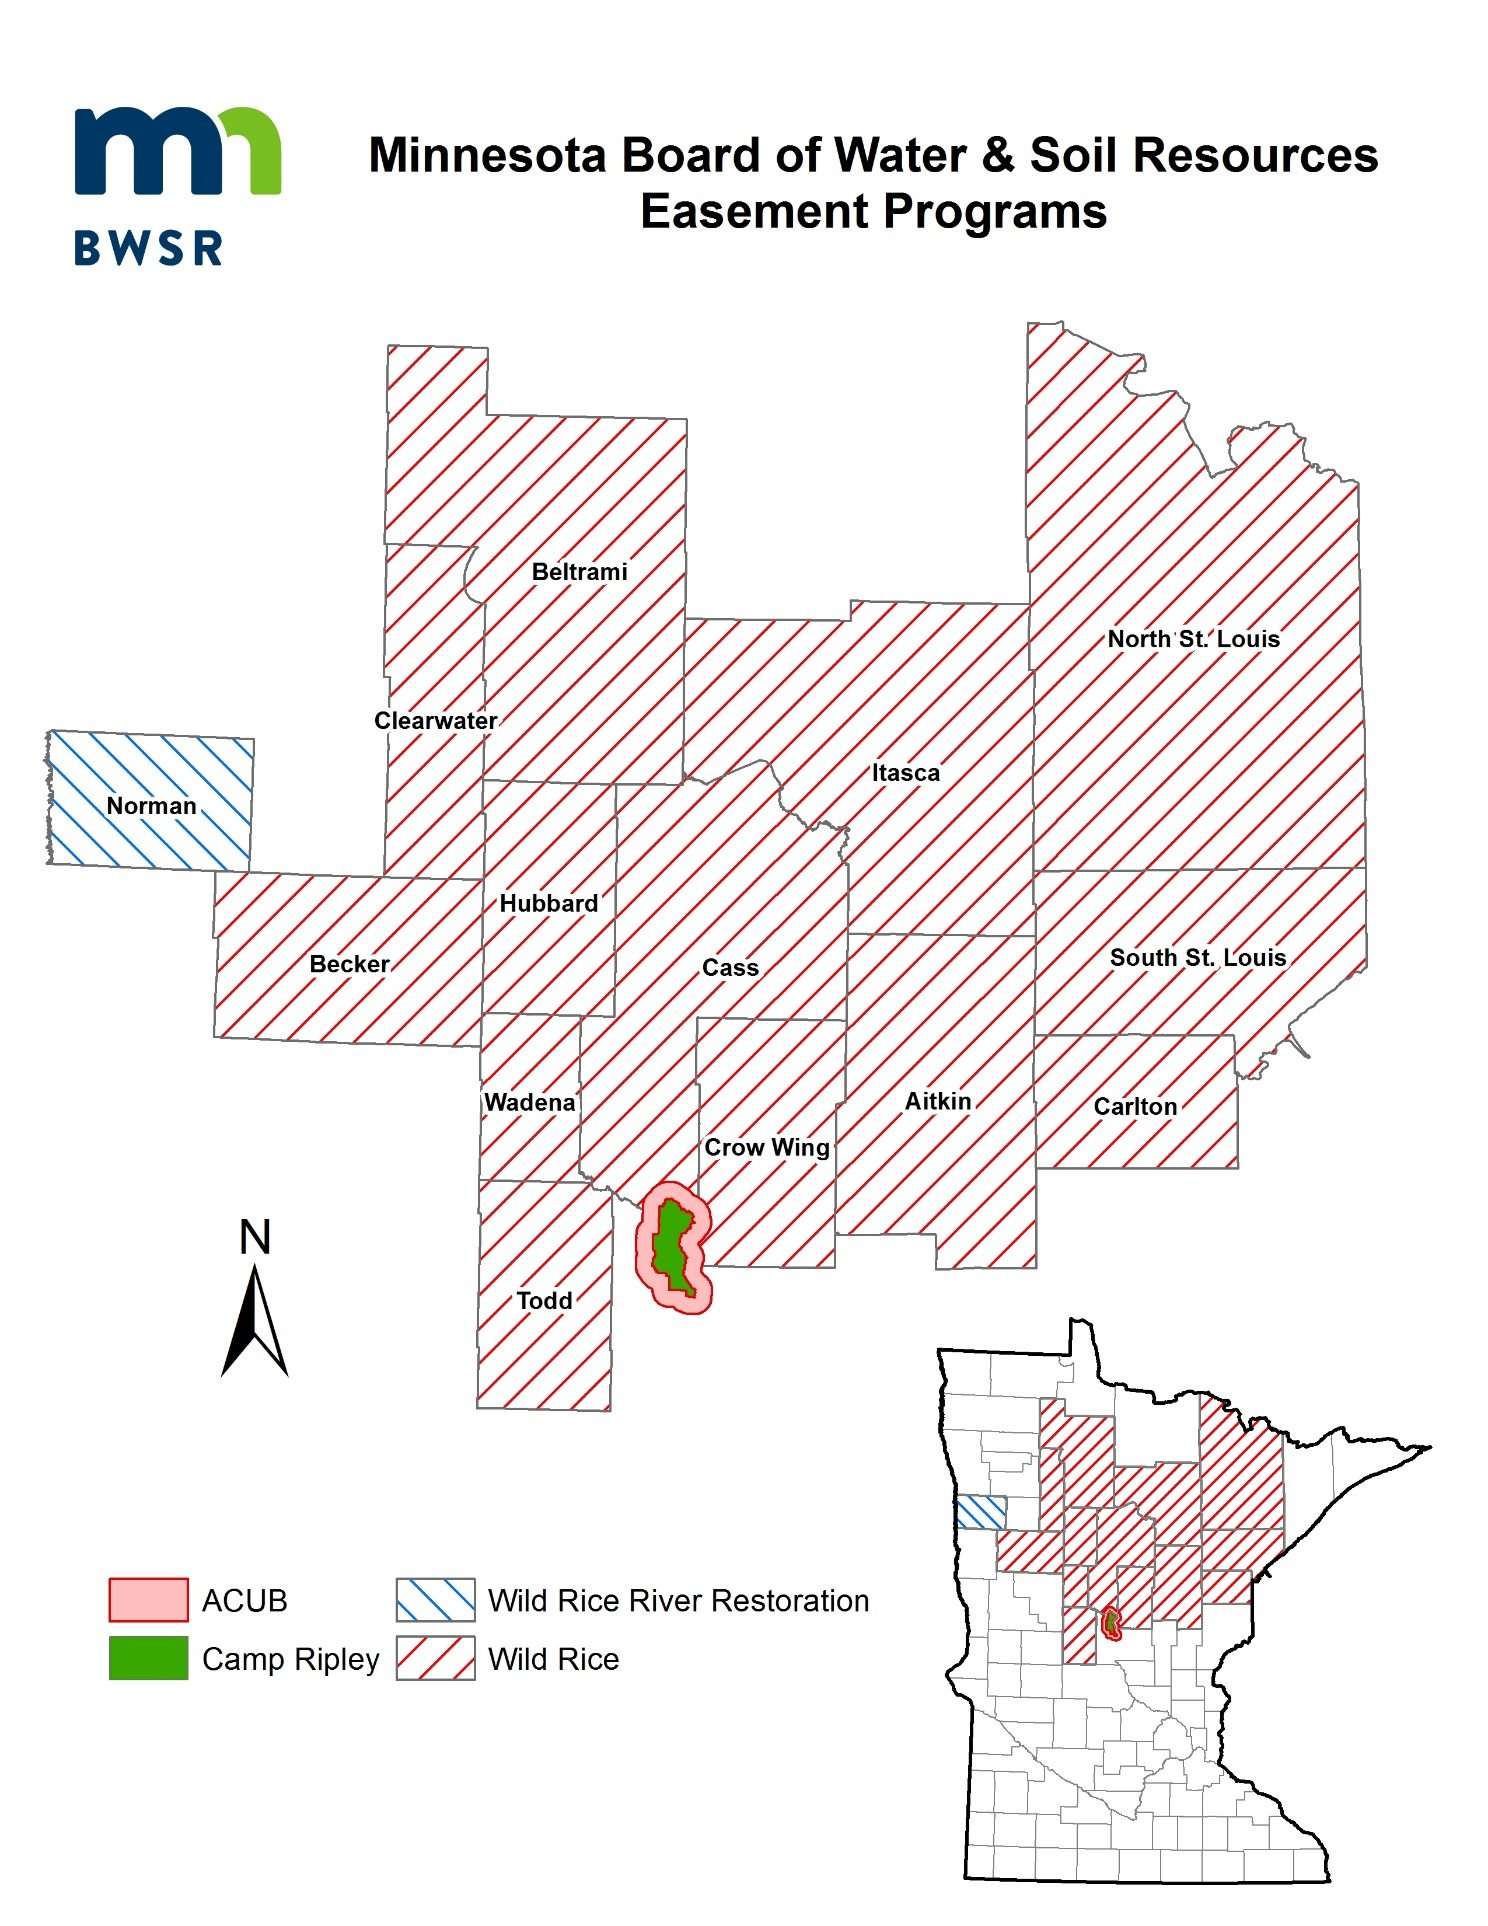 mn
BWSR
Minnesota Board of Water & Soil Resources
Easement Programs
Beltrami
North St. Louis
Clearwater
Itasca
Norman
Hubbard
South St. Louis
Becker
Cass
Wadena
Aitkin
Carlton
Crow Wing
N
Todd
ACUB
Wild Rice River Restoration
Camp Ripley
Wild Rice